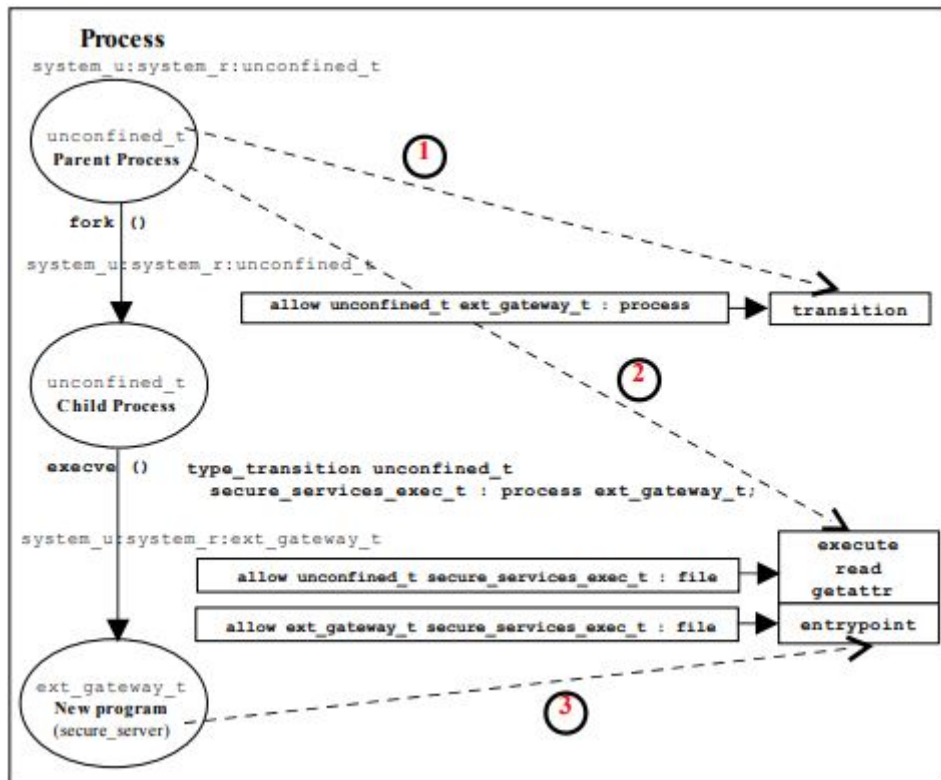 Process
system_u:system_r:unconfined_t
unconfined_t
Parent Process
1
fork ()
system_u:system_r:unconfined_t
allow unconfined_t ext_gateway_t : process
transition
2
unconfined_t
Child Process
execve () type_transition unconfined_t
secure_services_exec_t : process ext_gateway_t;
system_u:system_r:ext_gateway_t
execute
read
getattr
allow unconfined_t secure_services_exec_t : file
allow ext_gateway_t secure_services_exec_t : file
entrypoint
ext_gateway_t
New program
(secure_server)
3